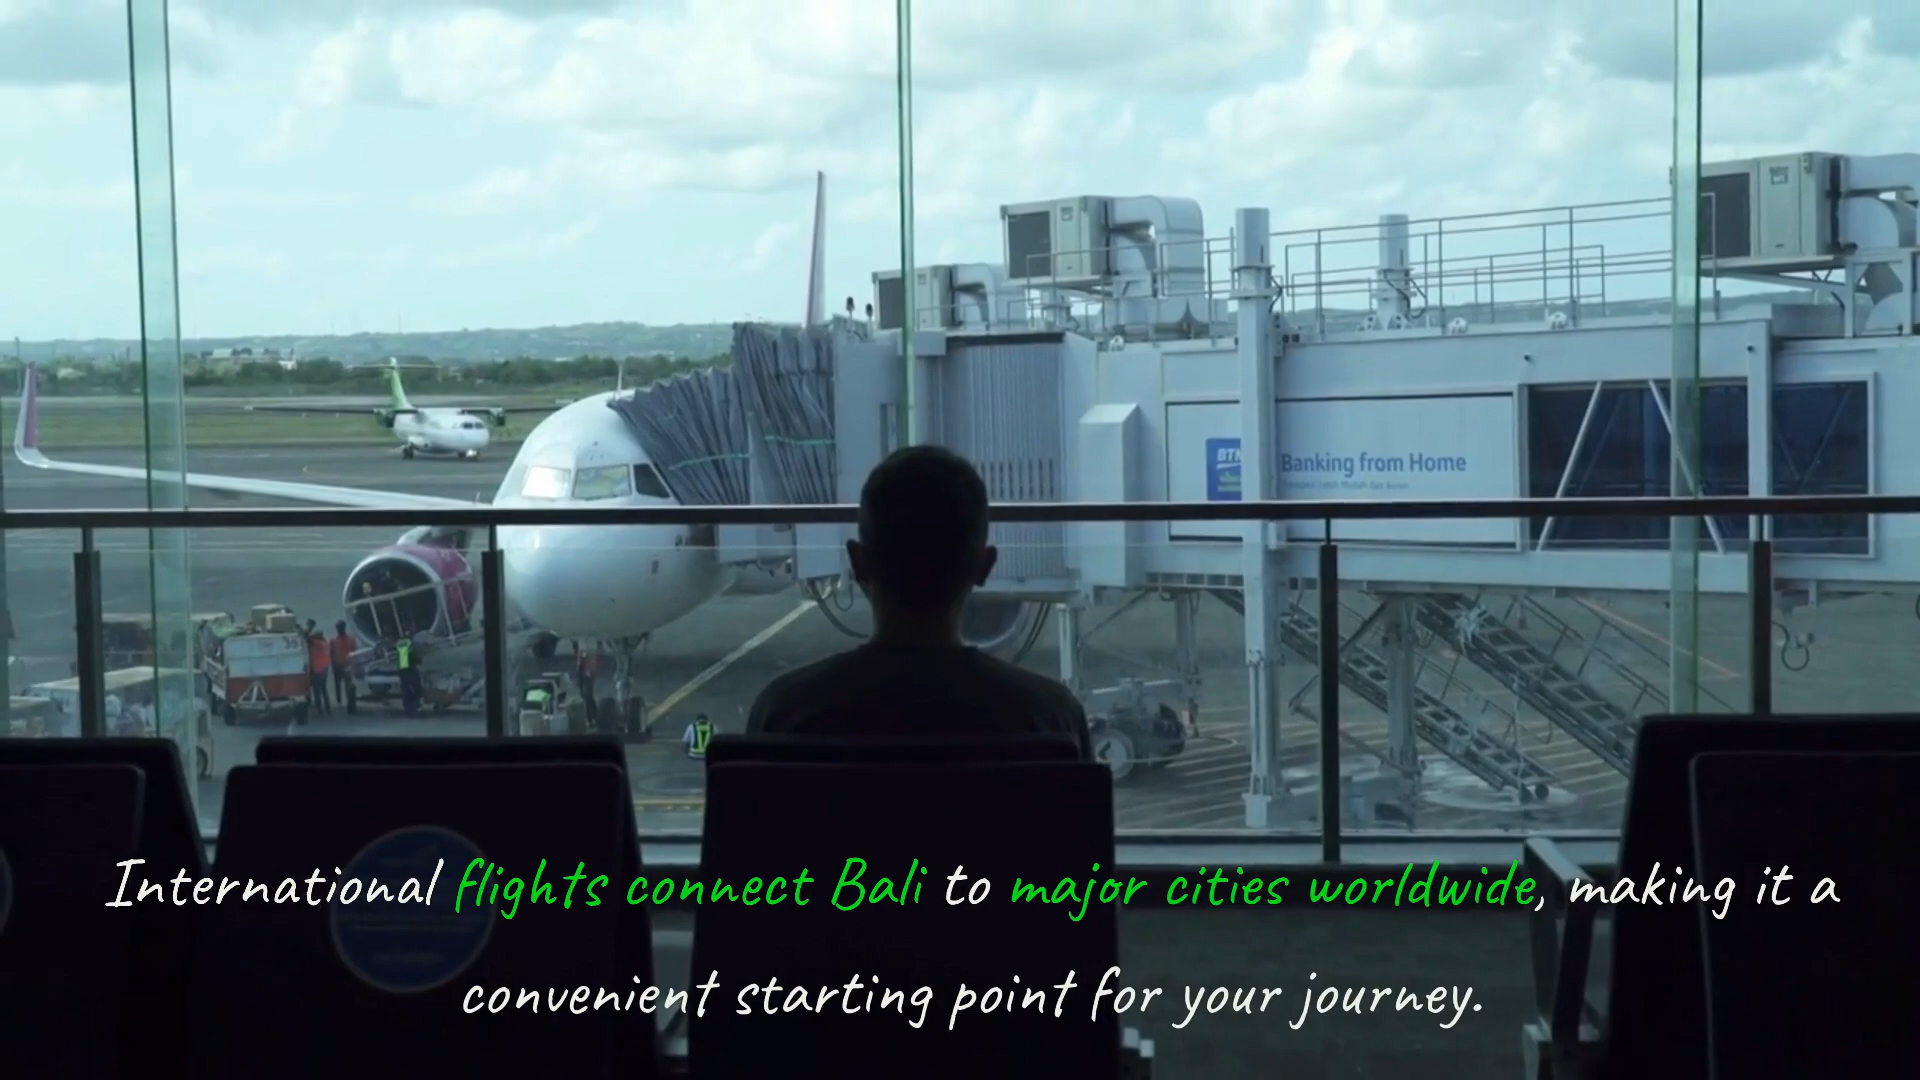 BTN
Banking from Home
International flights connect Bali to major cities worldwide, making it a
convenient starting point for your journey.